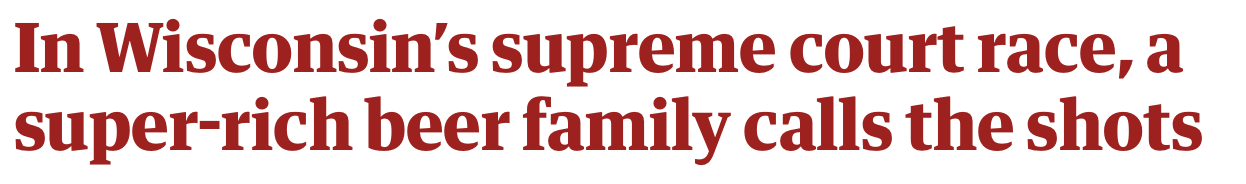 In Wisconsin’s supreme court race, a
super-rich beer family calls the shots